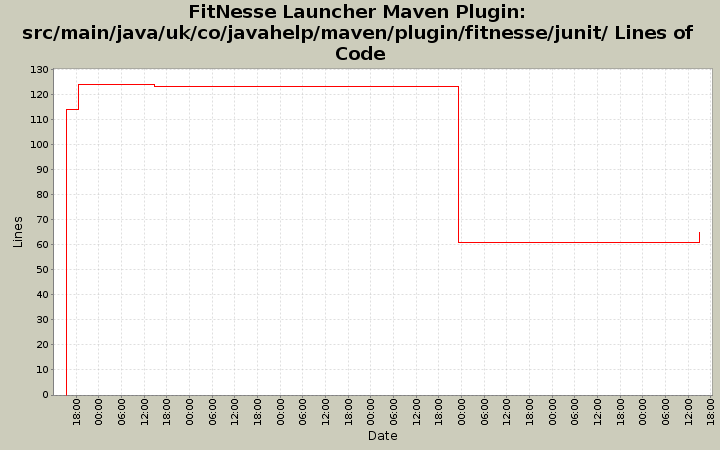 FitNesse Launcher Maven Plugin:
src/main/java/uk/co/javahelp/maven/plugin/fitnesse/junit/ Lines of
Code
130
120
110
100
90
80
70
60
50
40
30
20
10
0
Lines
18:00 00:00 06:00 12:00 18:00 00:00 06:00 12:00 18:00 00:00 06:00 12:00 18:00 00:00 06:00 12:00 18:00 00:00 06:00 12:00 18:00 00:00 06:00 12:00 18:00 00:00 06:00 12:00 18:00
Date